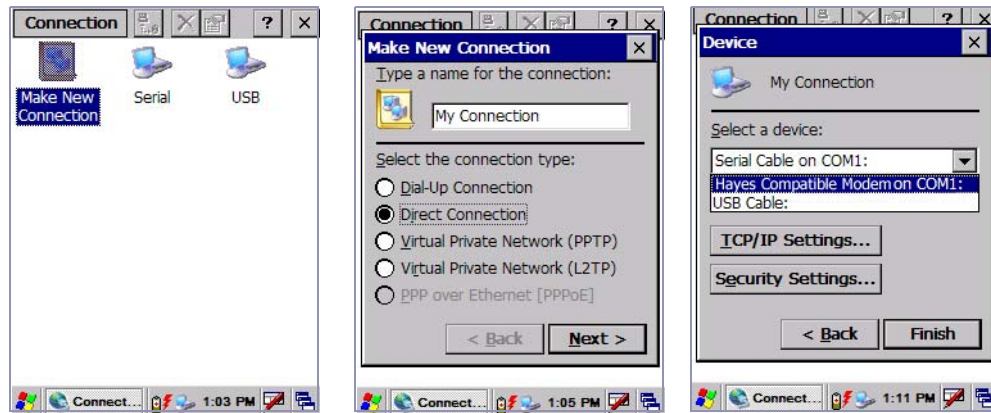 Connection ? X
Make New
Connection
Serial
USB
Connect... 1:03 PM
Connection ? X
Make New Connection X
Type a name for the connection:
My Connection
Select the connection type:
Dial-Up Connection
Direct Connection
Virtual Private Network (PPTP)
Virtual Private Network (L2TP)
PPP over Ethernet [PPPoE]
< Back Next >
Connect... 1:05 PM
Connection ? X
Device X
My Connection
Select a device:
Serial Cable on COM1:
Hayes Compatible Modem on COM1:
USB Cable:
TCP/IP Settings...
Security Settings...
< Back Finish
Connect... 1:11 PM